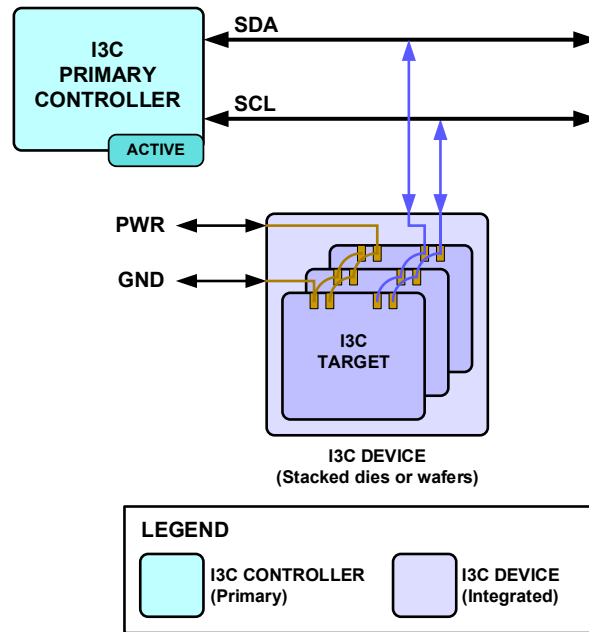 SDA
I3C
PRIMARY
CONTROLLER
SCL
ACTIVE
PWR
GND
I3C
TARGET
I3C DEVICE
(Stacked dies or wafers)
LEGEND
I3C CONTROLLER
(Primary)
I3C DEVICE
(Integrated)